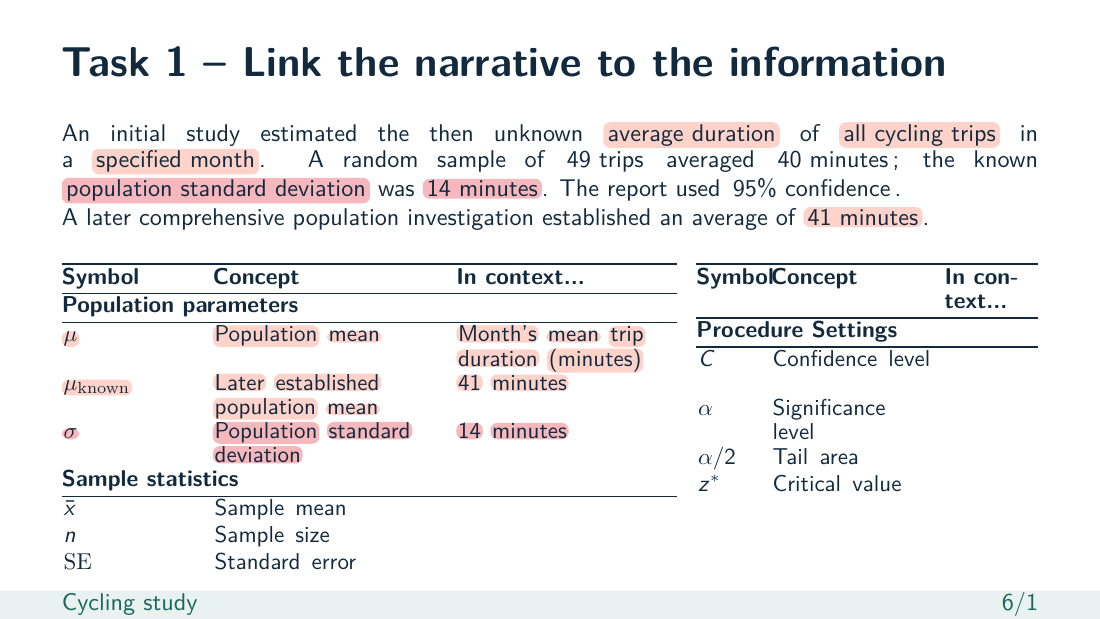 Task 1 – Link the narrative to the information
An initial study estimated the then unknown average duration of all cycling trips in
a specified month. A random sample of 49 trips averaged 40 minutes; the known
population standard deviation was 14 minutes. The report used 95% confidence.
A later comprehensive population investigation established an average of 41 minutes.
Symbol Concept In context...
Population parameters
μ Population mean Month's mean trip
duration (minutes)
μknown Later established 41 minutes
population mean
σ Population standard 14 minutes
deviation
Sample statistics
x̄ Sample mean
n Sample size
SE Standard error
Symbol Concept In con-
text...
Procedure Settings
C Confidence level
α Significance
level
α/2 Tail area
z* Critical value
Cycling study 6/1